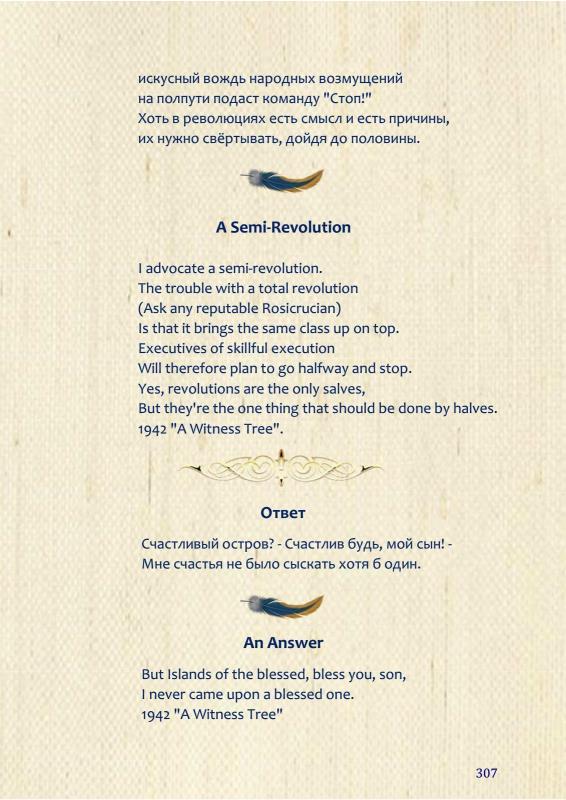 искусный вождь народных возмущений
на полпути подаст команду "Стоп!"
Хоть в революциях есть смысл и есть причины,
их нужно свёртывать, дойдя до половины.
A Semi-Revolution
I advocate a semi-revolution.
The trouble with a total revolution
(Ask any reputable Rosicrucian)
Is that it brings the same class up on top.
Executives of skillful execution
Will therefore plan to go halfway and stop.
Yes, revolutions are the only salves,
But they're the one thing that should be done by halves.
1942 "A Witness Tree".
Ответ
Счастливый остров? - Счастлив будь, мой сын! -
Мне счастья не было сыскать хотя б один.
An Answer
But Islands of the blessed, bless you, son,
I never came upon a blessed one.
1942 "A Witness Tree"
307